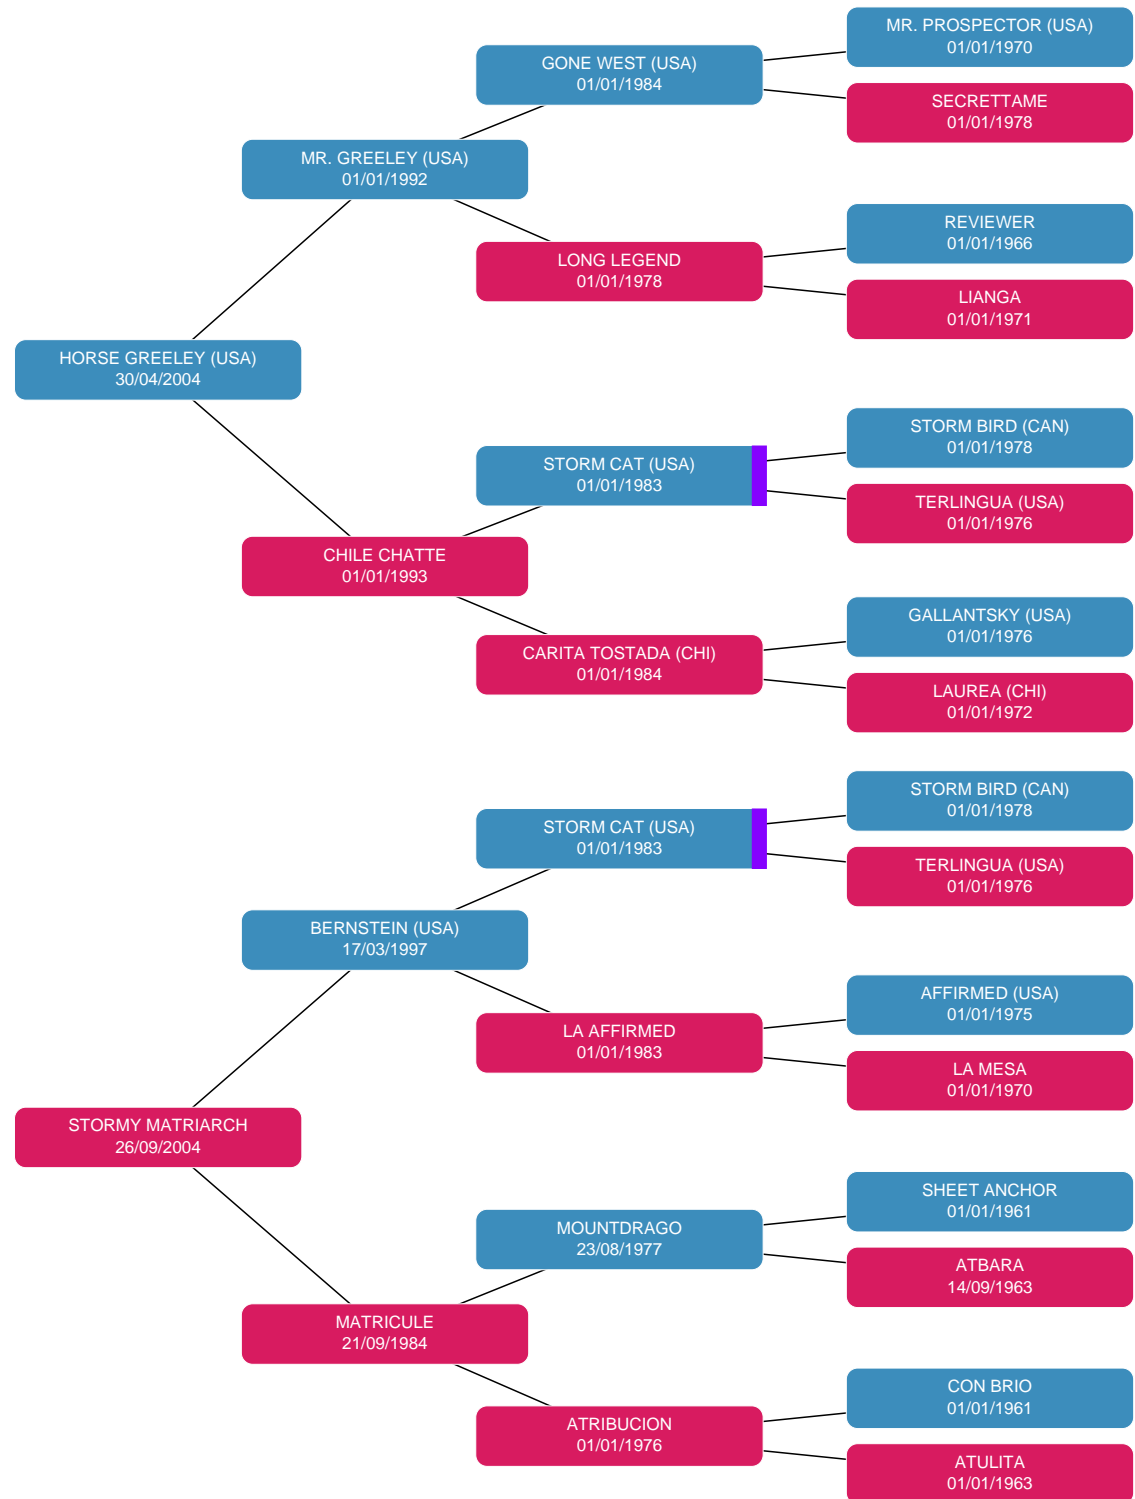 MR. PROSPECTOR (USA)
01/01/1970
GONE WEST (USA)
01/01/1984
SECRETTAME
01/01/1978
MR. GREELEY (USA)
01/01/1992
REVIEWER
01/01/1966
LONG LEGEND
01/01/1978
LIANGA
01/01/1971
HORSE GREELEY (USA)
30/04/2004
STORM BIRD (CAN)
01/01/1978
STORM CAT (USA)
01/01/1983
TERLINGUA (USA)
01/01/1976
CHILE CHATTE
01/01/1993
GALLANTSKY (USA)
01/01/1976
CARITA TOSTADA (CHI)
01/01/1984
LAUREA (CHI)
01/01/1972
STORM BIRD (CAN)
01/01/1978
STORM CAT (USA)
01/01/1983
TERLINGUA (USA)
01/01/1976
BERNSTEIN (USA)
17/03/1997
AFFIRMED (USA)
01/01/1975
LA AFFIRMED
01/01/1983
LA MESA
01/01/1970
STORMY MATRIARCH
26/09/2004
SHEET ANCHOR
01/01/1961
MOUNTDRAGO
23/08/1977
ATBARA
14/09/1963
MATRICULE
21/09/1984
CON BRIO
01/01/1961
ATRIBUCION
01/01/1976
ATULITA
01/01/1963